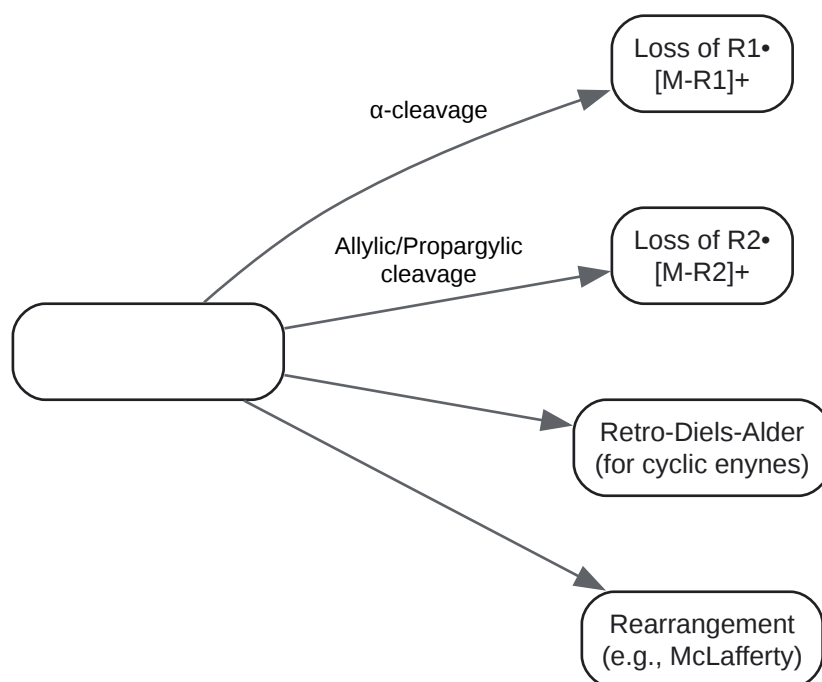 Loss of R1•
[M-R1]+
α-cleavage
Loss of R2•
[M-R2]+
Allylic/Propargylic
cleavage
Retro-Diels-Alder
(for cyclic enynes)
Rearrangement
(e.g., McLafferty)